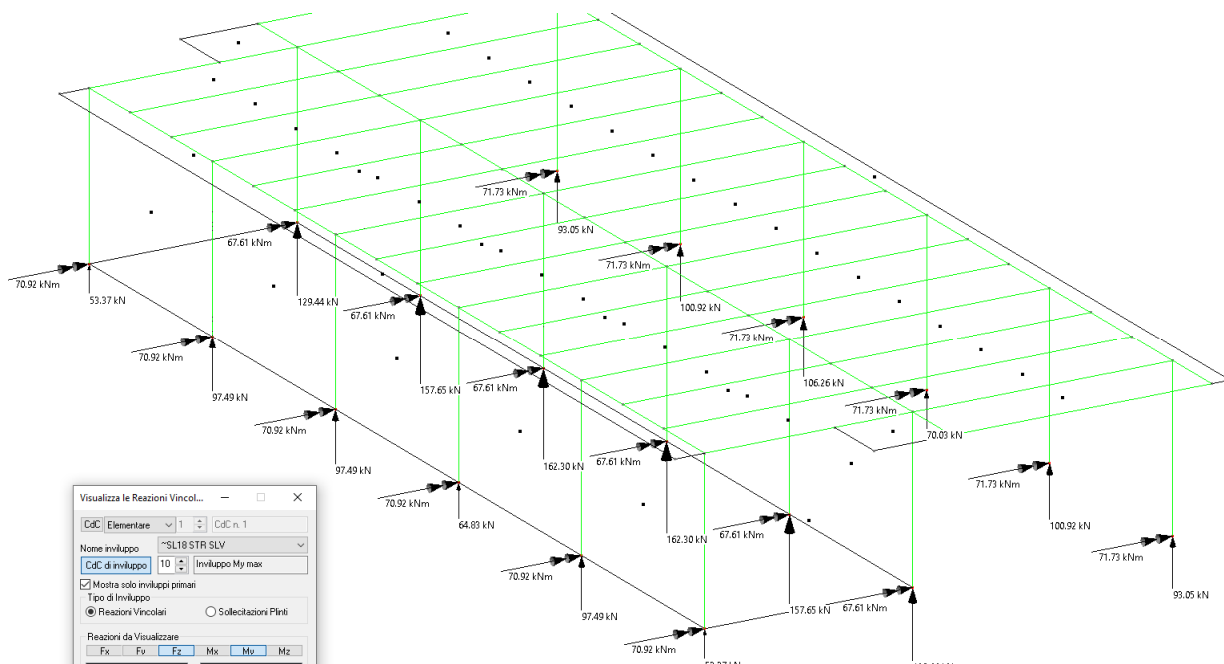 71.73 kNm
93.05 kN
67.61 kNm
71.73 kNm
70.92 kNm
53.37 kN
129.44 kN
67.61 kNm
100.92 kN
71.73 kNm
70.92 kNm
157.65 kN
67.61 kNm
106.26 kN
97.49 kN
71.73 kNm
70.92 kNm
162.30 kN
67.61 kNm
70.03 kN
97.49 kN
71.73 kNm
70.92 kNm
162.30 kN
67.61 kNm
100.92 kN
64.83 kN
71.73 kNm
70.92 kNm
157.65 kN
67.61 kNm
93.05 kN
97.49 kN
70.92 kNm
Visualizza le Reazioni Vincol...
CdC Elementare 1 CdC n. 1
Nome inviluppo ~SL18 STR SLV
CdC di inviluppo 10 Inviluppo My max
Mostra solo inviluppi primari
Tipo di Inviluppo
Reazioni Vincolari Sollecitazioni Plinti
Reazioni da Visualizzare
Fx Fy Fz Mx My Mz